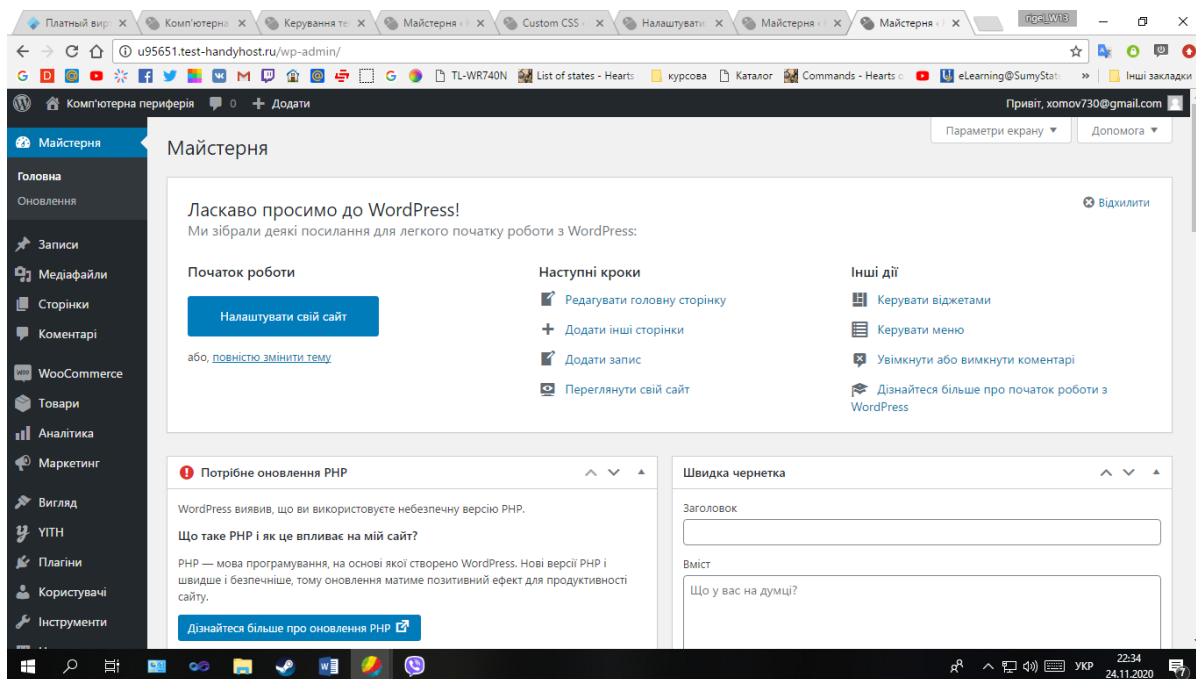 Платный вир
Комп'ютерна
Керування те
Майстерня ‹
Custom CSS ‹
Налаштувати
Майстерня ‹
Майстерня ‹
rigel_W13
u95651.test-handyhost.ru/wp-admin/
TL-WR740N
List of states - Hearts
курсова
Каталог
Commands - Hearts o
eLearning@SumyStat
»
Інші закладки
Комп'ютерна периферія
0
Додати
Привіт, xomov730@gmail.com
Майстерня
Головна
Оновлення
Записи
Медіафайли
Сторінки
Коментарі
WooCommerce
Товари
Аналітика
Маркетинг
Вигляд
YITH
Плагіни
Користувачі
Інструменти
Параметри екрану
Допомога
Майстерня
Ласкаво просимо до WordPress!
Відхилити
Ми зібрали деякі посилання для легкого початку роботи з WordPress:
Початок роботи
Налаштувати свій сайт
або, повністю змінити тему
Наступні кроки
Редагувати головну сторінку
Додати інші сторінки
Додати запис
Переглянути свій сайт
Інші дії
Керувати віджетами
Керувати меню
Увімкнути або вимкнути коментарі
Дізнайтеся більше про початок роботи з
WordPress
Потрібне оновлення PHP
WordPress виявив, що ви використовуєте небезпечну версію PHP.
Що таке PHP і як це впливає на мій сайт?
PHP — мова програмування, на основі якої створено WordPress. Нові версії PHP і
швидше і безпечніше, тому оновлення матиме позитивний ефект для продуктивності
сайту.
Дізнайтеся більше про оновлення PHP
Швидка чернетка
Заголовок
Вміст
Що у вас на думці?
УКР
22:34
24.11.2020